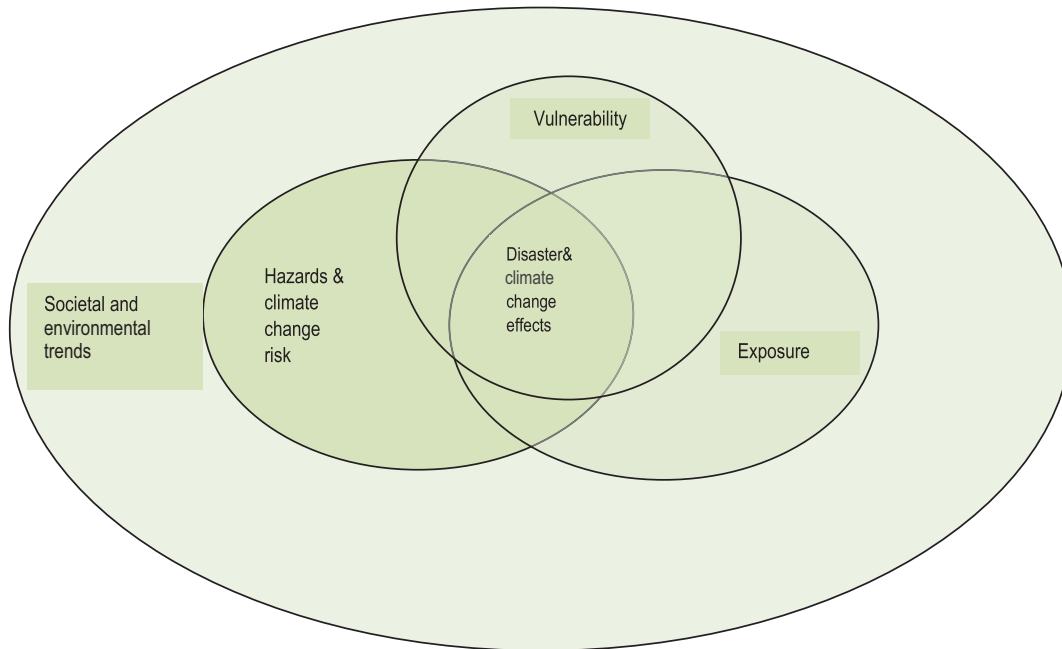 Vulnerability
Hazards &
climate
change
risk
Disaster&
climate
change
effects
Societal and
environmental
trends
Exposure